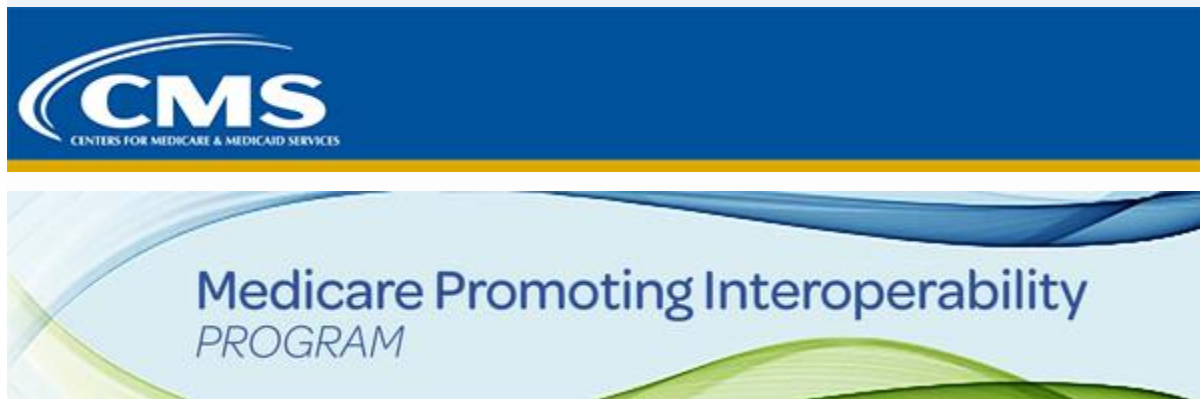 CMS
CENTERS FOR MEDICARE & MEDICAID SERVICES
Medicare Promoting Interoperability
PROGRAM